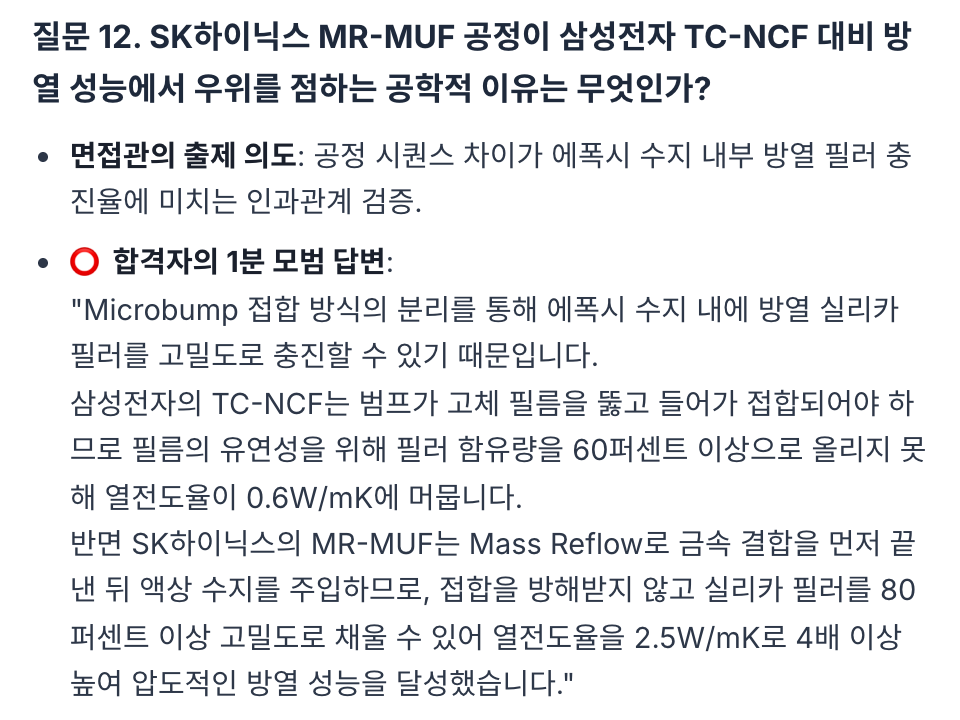 질문 12. SK하이닉스 MR-MUF 공정이 삼성전자 TC-NCF 대비 방
열 성능에서 우위를 점하는 공학적 이유는 무엇인가?
• 면접관의 출제 의도: 공정 시퀀스 차이가 에폭시 수지 내부 방열 필러 충
진율에 미치는 인과관계 검증.
• ⭕ 합격자의 1분 모범 답변:
"Microbump 접합 방식의 분리를 통해 에폭시 수지 내에 방열 실리카
필러를 고밀도로 충진할 수 있기 때문입니다.
삼성전자의 TC-NCF는 범프가 고체 필름을 뚫고 들어가 접합되어야 하
므로 필름의 유연성을 위해 필러 함유량을 60퍼센트 이상으로 올리지 못
해 열전도율이 0.6W/mK에 머뭅니다.
반면 SK하이닉스의 MR-MUF는 Mass Reflow로 금속 결합을 먼저 끝
낸 뒤 액상 수지를 주입하므로, 접합을 방해받지 않고 실리카 필러를 80
퍼센트 이상 고밀도로 채울 수 있어 열전도율을 2.5W/mK로 4배 이상
높여 압도적인 방열 성능을 달성했습니다."